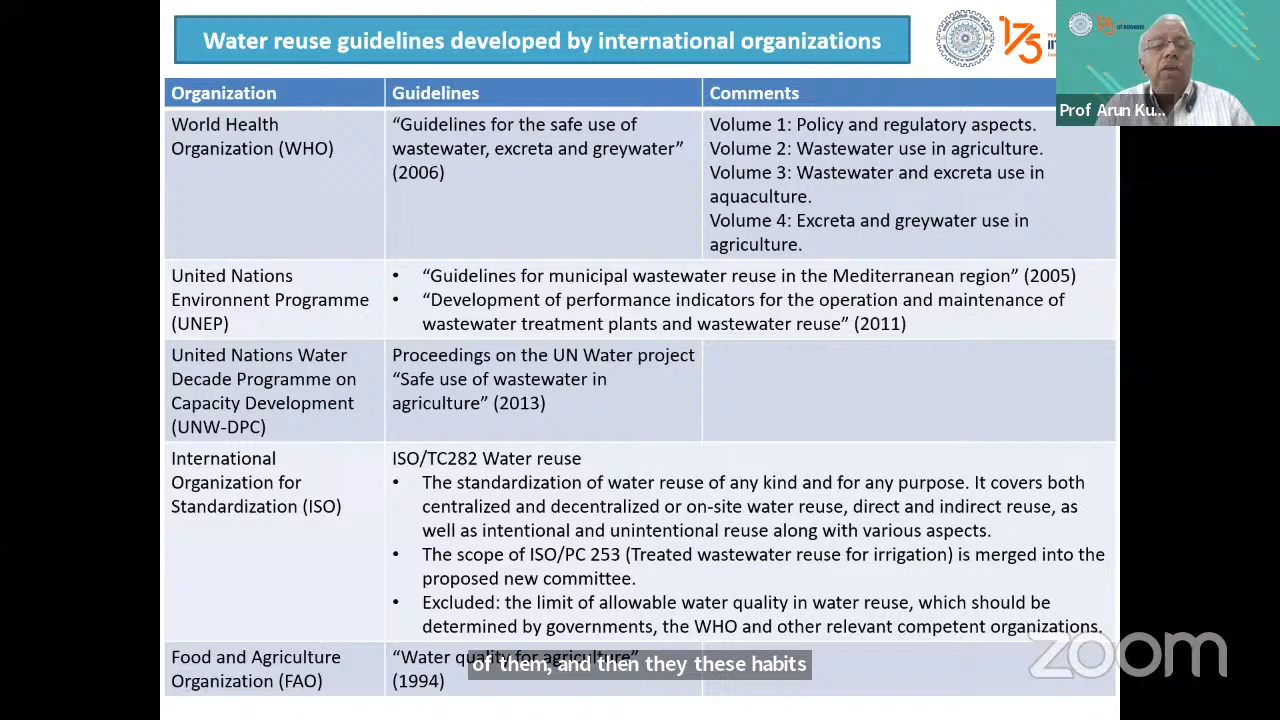 Water reuse guidelines developed by international organizations
175
Prof Arun Ku...
Organization Guidelines Comments
World Health
Organization (WHO)
“Guidelines for the safe use of
wastewater, excreta and greywater”
(2006)
Volume 1: Policy and regulatory aspects.
Volume 2: Wastewater use in agriculture.
Volume 3: Wastewater and excreta use in
aquaculture.
Volume 4: Excreta and greywater use in
agriculture.
United Nations
Environnent Programme
(UNEP)
• “Guidelines for municipal wastewater reuse in the Mediterranean region” (2005)
• “Development of performance indicators for the operation and maintenance of
wastewater treatment plants and wastewater reuse” (2011)
United Nations Water
Decade Programme on
Capacity Development
(UNW-DPC)
Proceedings on the UN Water project
“Safe use of wastewater in
agriculture” (2013)
International
Organization for
Standardization (ISO)
ISO/TC282 Water reuse
• The standardization of water reuse of any kind and for any purpose. It covers both
centralized and decentralized or on-site water reuse, direct and indirect reuse, as
well as intentional and unintentional reuse along with various aspects.
• The scope of ISO/PC 253 (Treated wastewater reuse for irrigation) is merged into the
proposed new committee.
• Excluded: the limit of allowable water quality in water reuse, which should be
determined by governments, the WHO and other relevant competent organizations.
Food and Agriculture
Organization (FAO)
“Water quality for agriculture”
(1994)
of them, and then they these habits
zoom